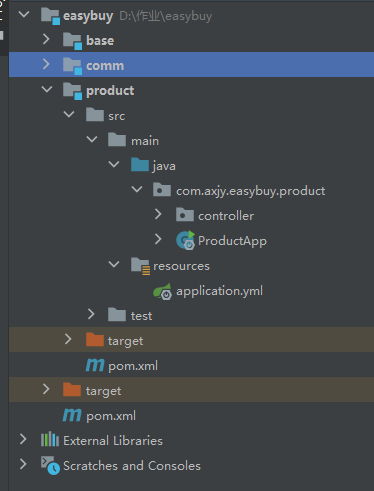 easybuy D:\作业\easybuy
base
comm
product
src
main
java
com.axjy.easybuy.product
controller
ProductApp
resources
application.yml
test
target
pom.xml
target
pom.xml
External Libraries
Scratches and Consoles